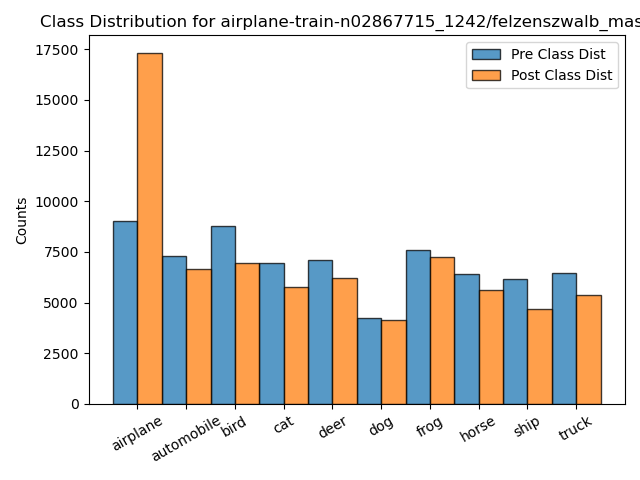 Class Distribution for airplane-train-n02867715_1242/felzenszwalb_mas
Pre Class Dist
Post Class Dist
Counts
17500
15000
12500
10000
7500
5000
2500
0
airplane
automobile
bird
cat
deer
dog
frog
horse
ship
truck